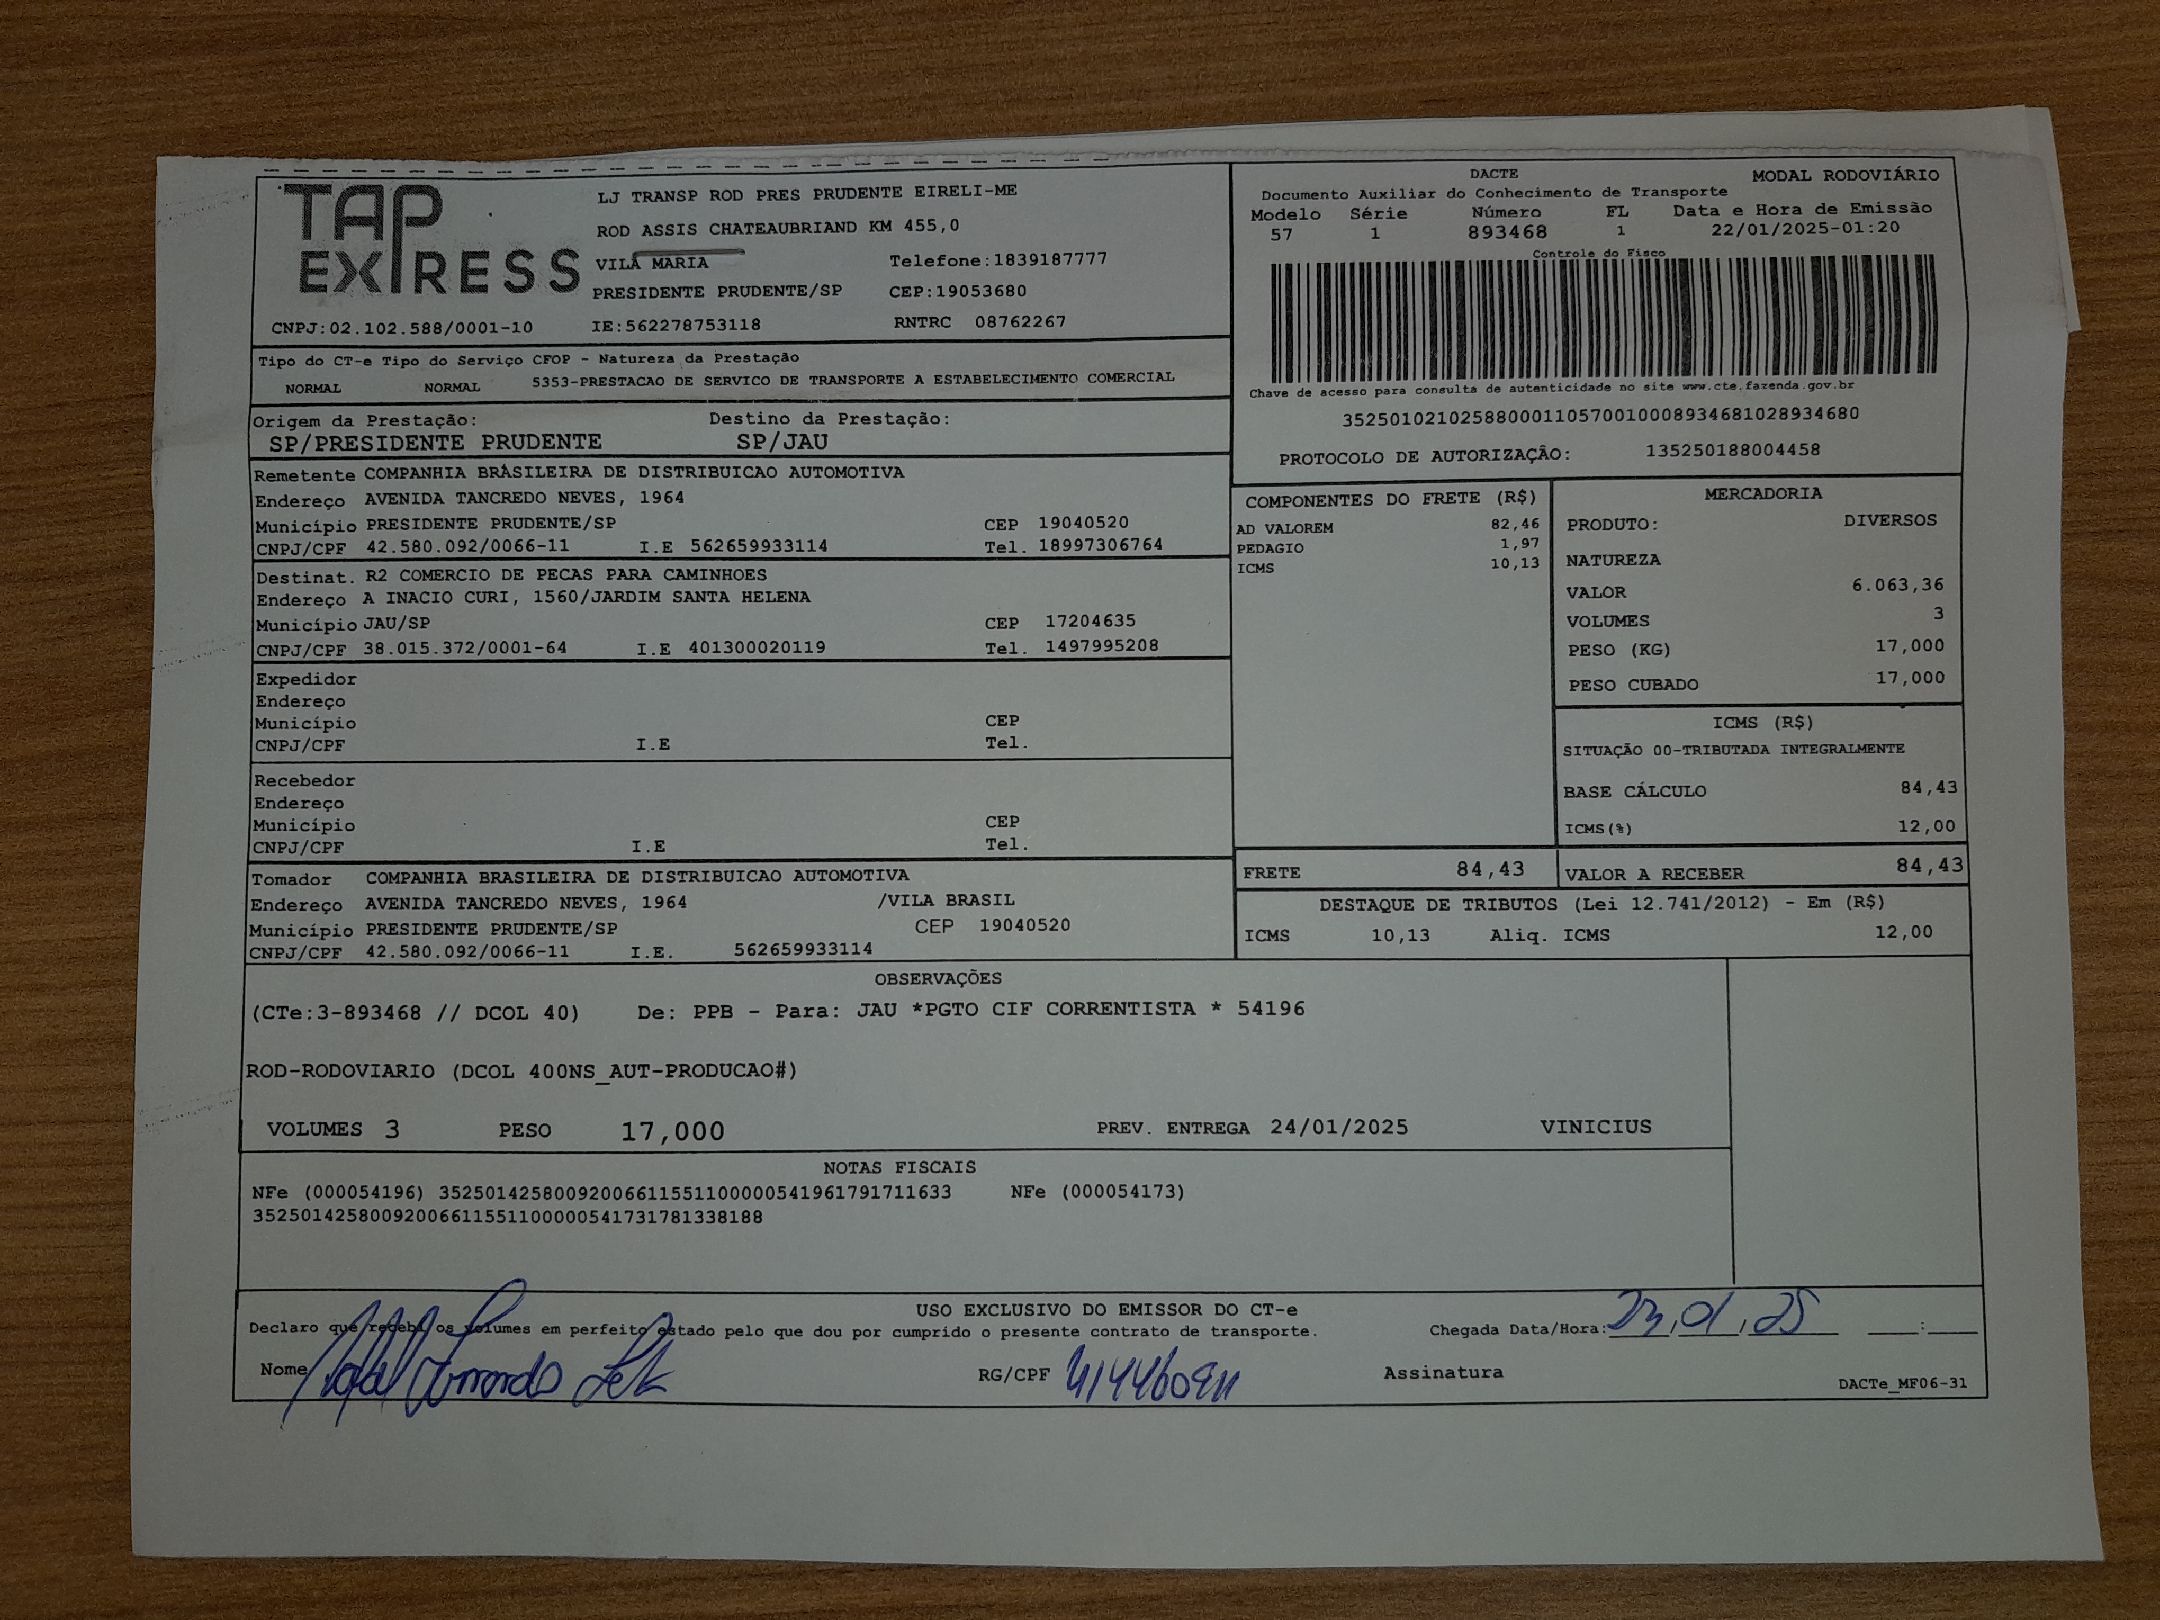 TAP EXPRESS
LJ TRANSP ROD PRES PRUDENTE EIRELI-ME
ROD ASSIS CHATEAUBRIAND KM 455,0
VILA MARIA Telefone:1839187777
PRESIDENTE PRUDENTE/SP CEP:19053680
CNPJ:02.102.588/0001-10 IE:562278753118 RNTRC 08762267
DACTE MODAL RODOVIÁRIO
Documento Auxiliar do Conhecimento de Transporte
Modelo Série Número FL Data e Hora de Emissão
57 1 893468 1 22/01/2025-01:20
Controle do Fisco
Chave de acesso para consulta de autenticidade no site www.cte.fazenda.gov.br
35250102102588000110570010008934681028934680
PROTOCOLO DE AUTORIZAÇÃO: 135250188004458
Tipo do CT-e Tipo do Serviço CFOP - Natureza da Prestação
NORMAL NORMAL 5353-PRESTACAO DE SERVICO DE TRANSPORTE A ESTABELECIMENTO COMERCIAL
Origem da Prestação: Destino da Prestação:
SP/PRESIDENTE PRUDENTE SP/JAU
Remetente COMPANHIA BRASILEIRA DE DISTRIBUICAO AUTOMOTIVA
Endereço AVENIDA TANCREDO NEVES, 1964
Município PRESIDENTE PRUDENTE/SP CEP 19040520
CNPJ/CPF 42.580.092/0066-11 I.E 562659933114 Tel. 18997306764
Destinat. R2 COMERCIO DE PECAS PARA CAMINHOES
Endereço A INACIO CURI, 1560/JARDIM SANTA HELENA
Município JAU/SP CEP 17204635
CNPJ/CPF 38.015.372/0001-64 I.E 401300020119 Tel. 1497995208
Expedidor
Endereço
Município CEP
CNPJ/CPF I.E Tel.
Recebedor
Endereço
Município CEP
CNPJ/CPF I.E Tel.
Tomador COMPANHIA BRASILEIRA DE DISTRIBUICAO AUTOMOTIVA
Endereço AVENIDA TANCREDO NEVES, 1964 /VILA BRASIL
Município PRESIDENTE PRUDENTE/SP CEP 19040520
CNPJ/CPF 42.580.092/0066-11 I.E. 562659933114
COMPONENTES DO FRETE (R$)
AD VALOREM 82,46
PEDAGIO 1,97
ICMS 10,13
MERCADORIA
PRODUTO: DIVERSOS
NATUREZA
VALOR 6.063,36
VOLUMES 3
PESO (KG) 17,000
PESO CUBADO 17,000
ICMS (R$)
SITUAÇÃO 00-TRIBUTADA INTEGRALMENTE
BASE CÁLCULO 84,43
ICMS(%) 12,00
FRETE 84,43 VALOR A RECEBER 84,43
DESTAQUE DE TRIBUTOS (Lei 12.741/2012) - Em (R$)
ICMS 10,13 Aliq. ICMS 12,00
OBSERVAÇÕES
(CTe:3-893468 // DCOL 40) De: PPB - Para: JAU *PGTO CIF CORRENTISTA * 54196
ROD-RODOVIARIO (DCOL 400NS_AUT-PRODUCAO#)
VOLUMES 3 PESO 17,000 PREV. ENTREGA 24/01/2025 VINICIUS
NOTAS FISCAIS
NFe (000054196) 35250142580092006611551100000541961791711633 NFe (000054173)
35250142580092006611551100000541731781338188
USO EXCLUSIVO DO EMISSOR DO CT-e
Declaro que recebi os volumes em perfeito estado pelo que dou por cumprido o presente contrato de transporte. Chegada Data/Hora: 23,01,25 :
Nome RG/CPF Assinatura
DACTe_MF06-31